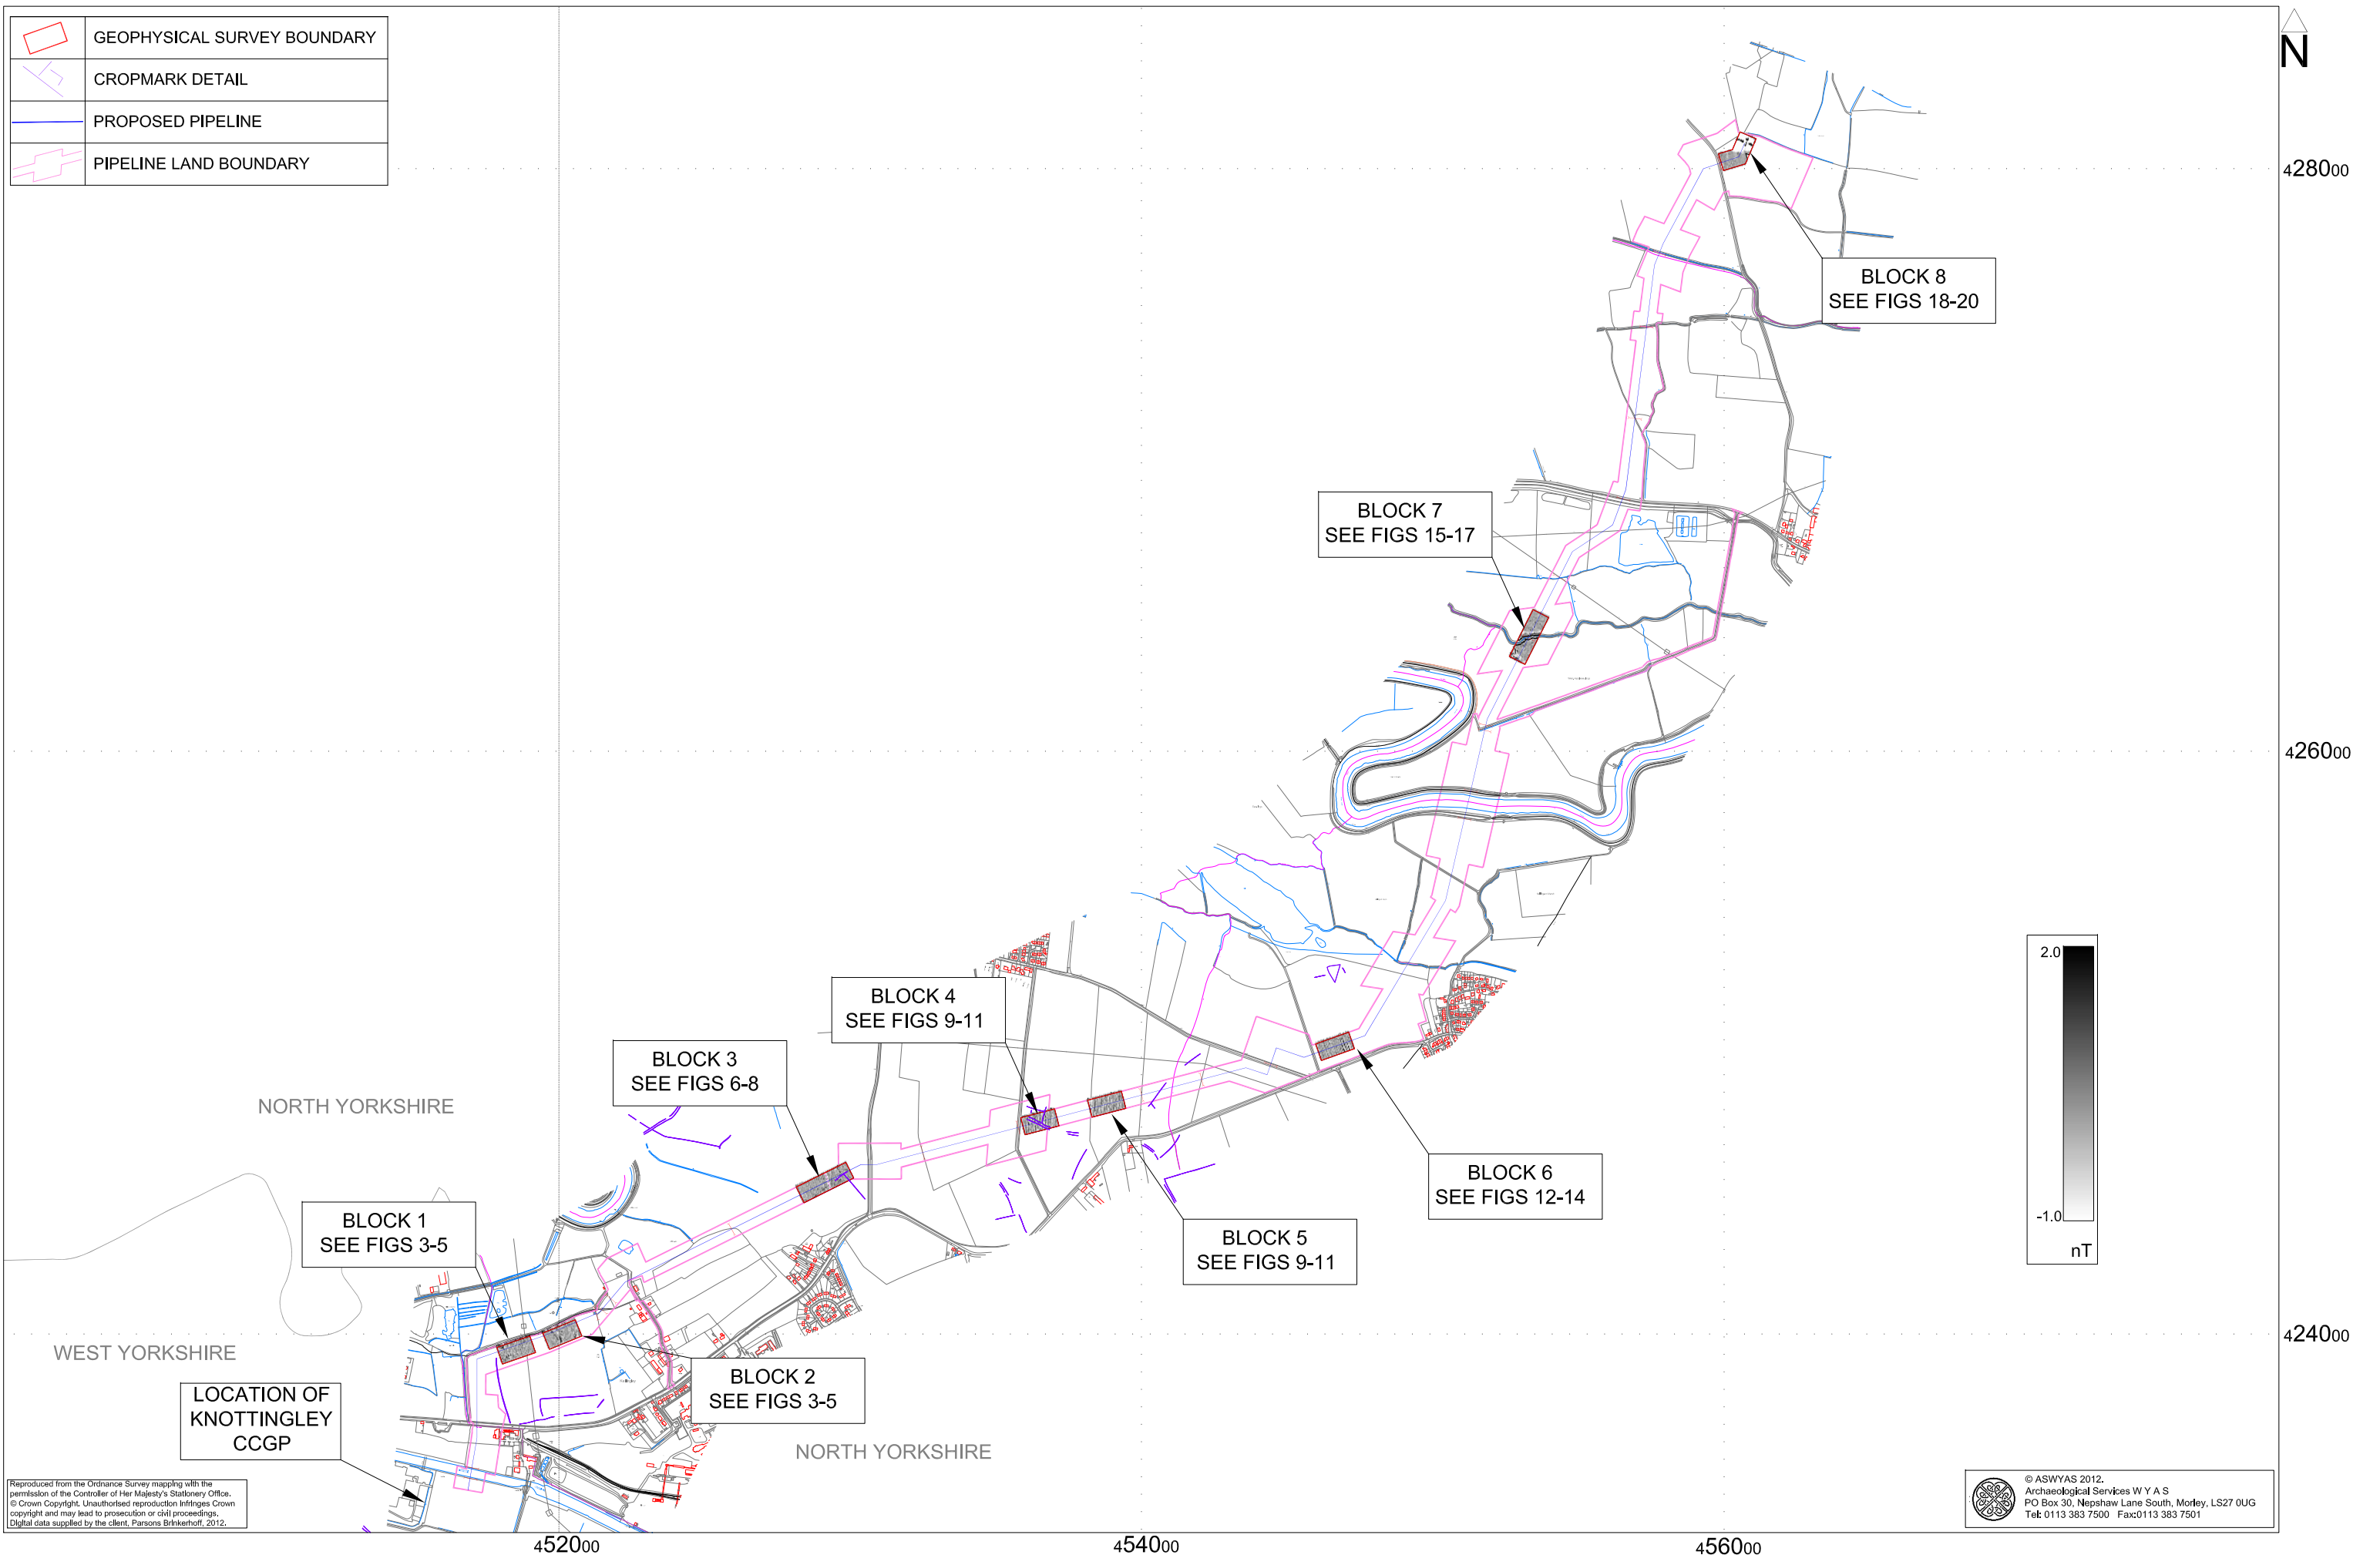 GEOPHYSICAL SURVEY BOUNDARY
CROPMARK DETAIL
PROPOSED PIPELINE
PIPELINE LAND BOUNDARY
N
428000
BLOCK 8
SEE FIGS 18-20
BLOCK 7
SEE FIGS 15-17
426000
BLOCK 4
SEE FIGS 9-11
BLOCK 3
SEE FIGS 6-8
NORTH YORKSHIRE
BLOCK 6
SEE FIGS 12-14
BLOCK 1
SEE FIGS 3-5
BLOCK 5
SEE FIGS 9-11
2.0
-1.0
nT
424000
WEST YORKSHIRE
BLOCK 2
SEE FIGS 3-5
LOCATION OF
KNOTTINGLEY
CCGP
NORTH YORKSHIRE
Reproduced from the Ordnance Survey mapping with the
permission of the Controller of Her Majesty's Stationery Office.
© Crown Copyright. Unauthorised reproduction infringes Crown
copyright and may lead to prosecution or civil proceedings.
Digital data supplied by the client, Parsons Brinkerhoff, 2012.
© ASWYAS 2012.
Archaeological Services W Y A S
PO Box 30, Nepshaw Lane South, Morley, LS27 0UG
Tel: 0113 383 7500 Fax:0113 383 7501
452000
454000
456000